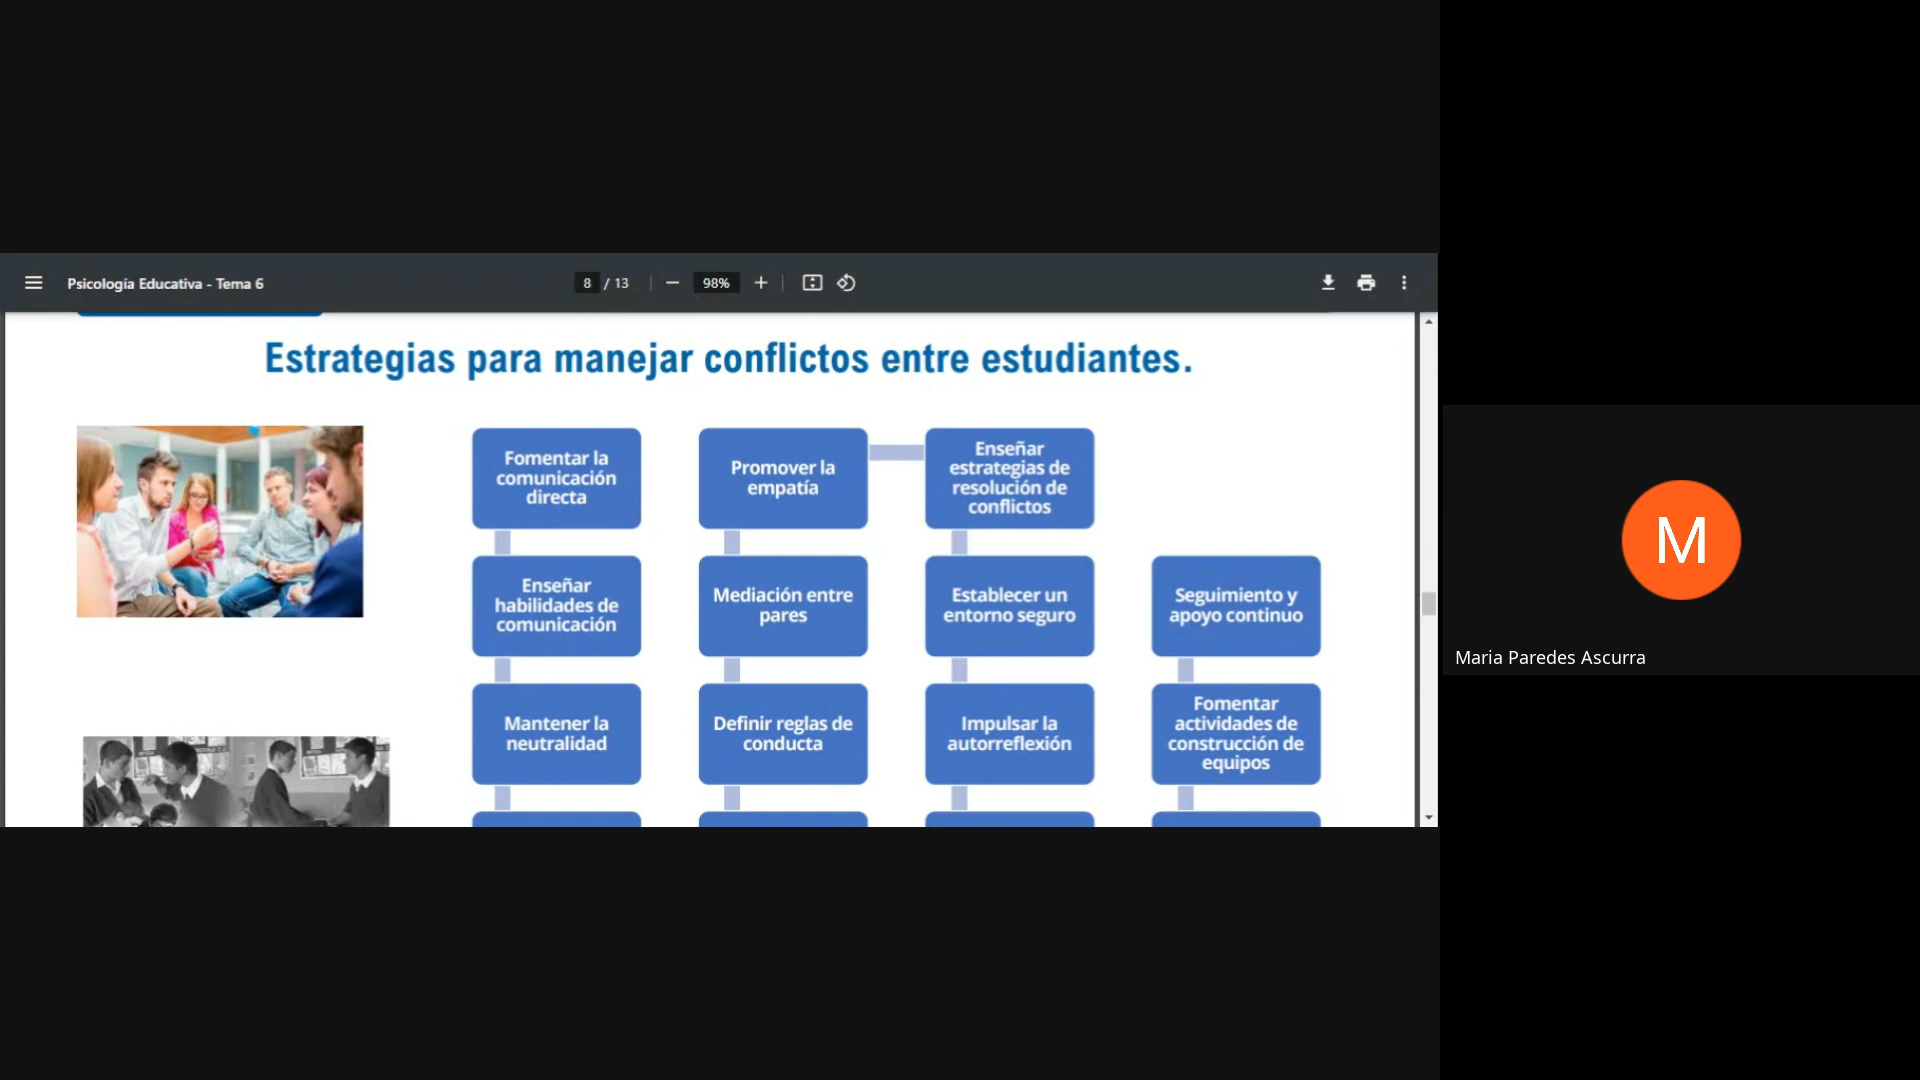 Psicología Educativa - Tema 6
8 / 13
98%
Estrategias para manejar conflictos entre estudiantes.
Fomentar la
comunicación
directa
Enseñar
habilidades de
comunicación
Mantener la
neutralidad
Promover la
empatía
Mediación entre
pares
Definir reglas de
conducta
Enseñar
estrategias de
resolución de
conflictos
Establecer un
entorno seguro
Impulsar la
autorreflexión
Seguimiento y
apoyo continuo
Fomentar
actividades de
construcción de
equipos
M
Maria Paredes Ascurra